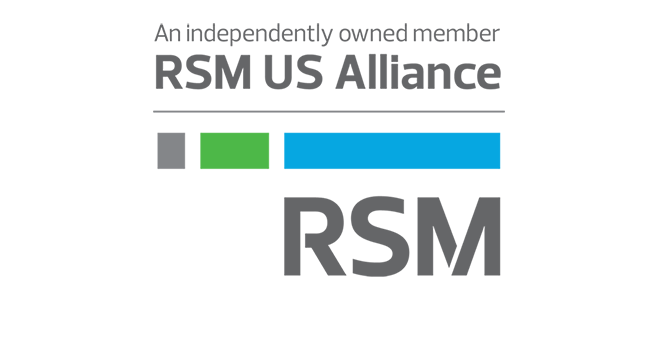 An independently owned member
RSM US Alliance
RSM